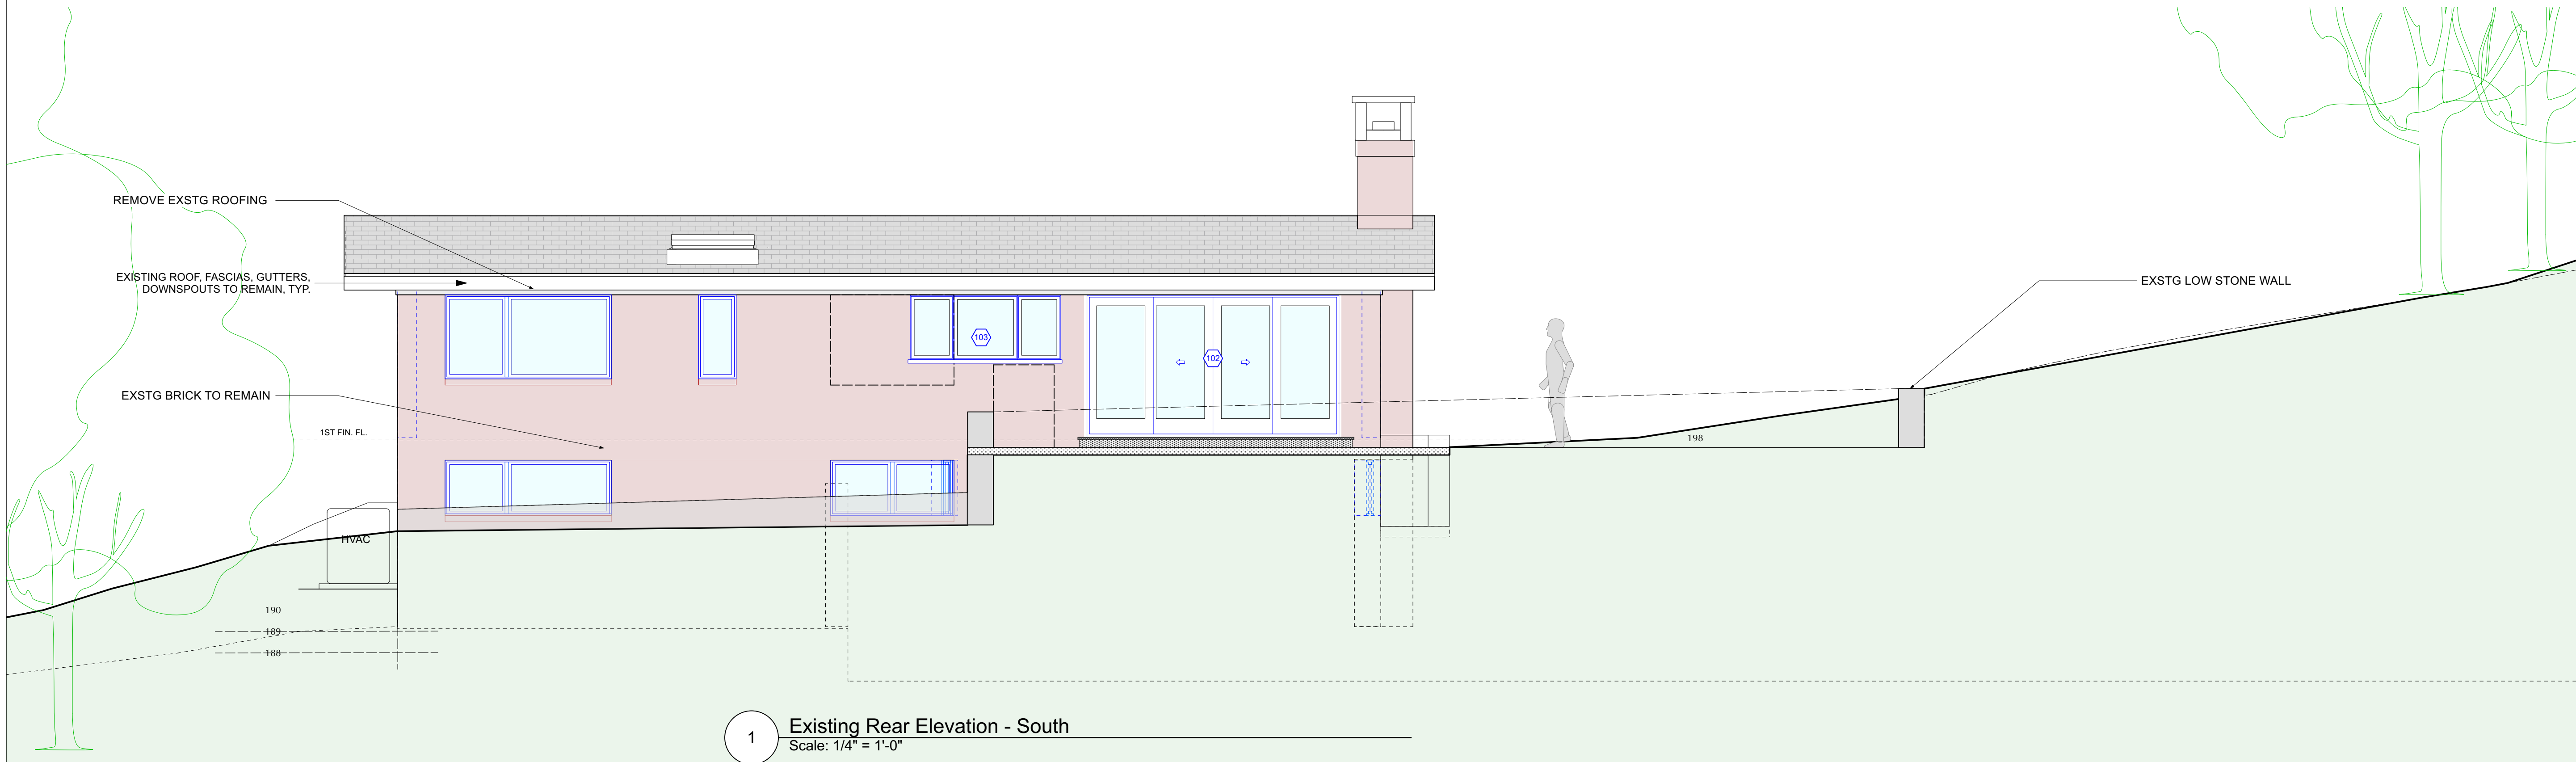 REMOVE EXSTG ROOFING
EXISTING ROOF, FASCIAS, GUTTERS,
DOWNSPOUTS TO REMAIN, TYP.
EXSTG LOW STONE WALL
103
102
EXSTG BRICK TO REMAIN
1ST FIN. FL.
198
HVAC
190
189
188
1
Existing Rear Elevation - South
Scale: 1/4" = 1'-0"